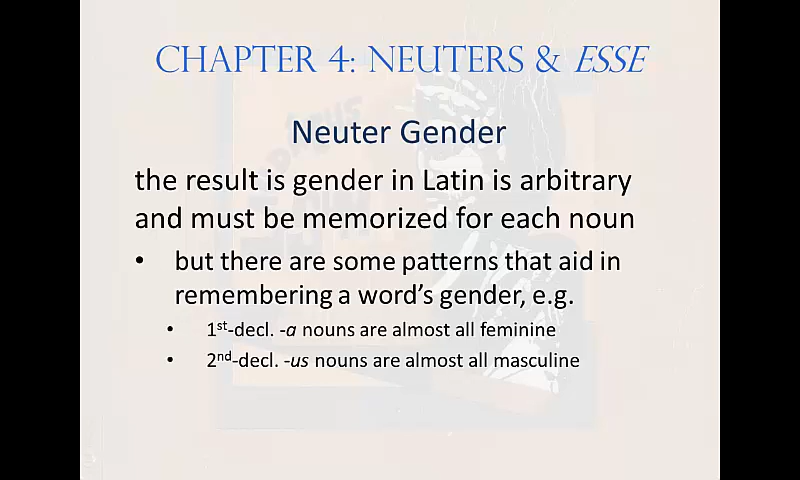 CHAPTER 4: NEUTERS & ESSE
Neuter Gender
the result is gender in Latin is arbitrary
and must be memorized for each noun
• but there are some patterns that aid in
remembering a word's gender, e.g.
• 1st-decl. -a nouns are almost all feminine
• 2nd-decl. -us nouns are almost all masculine